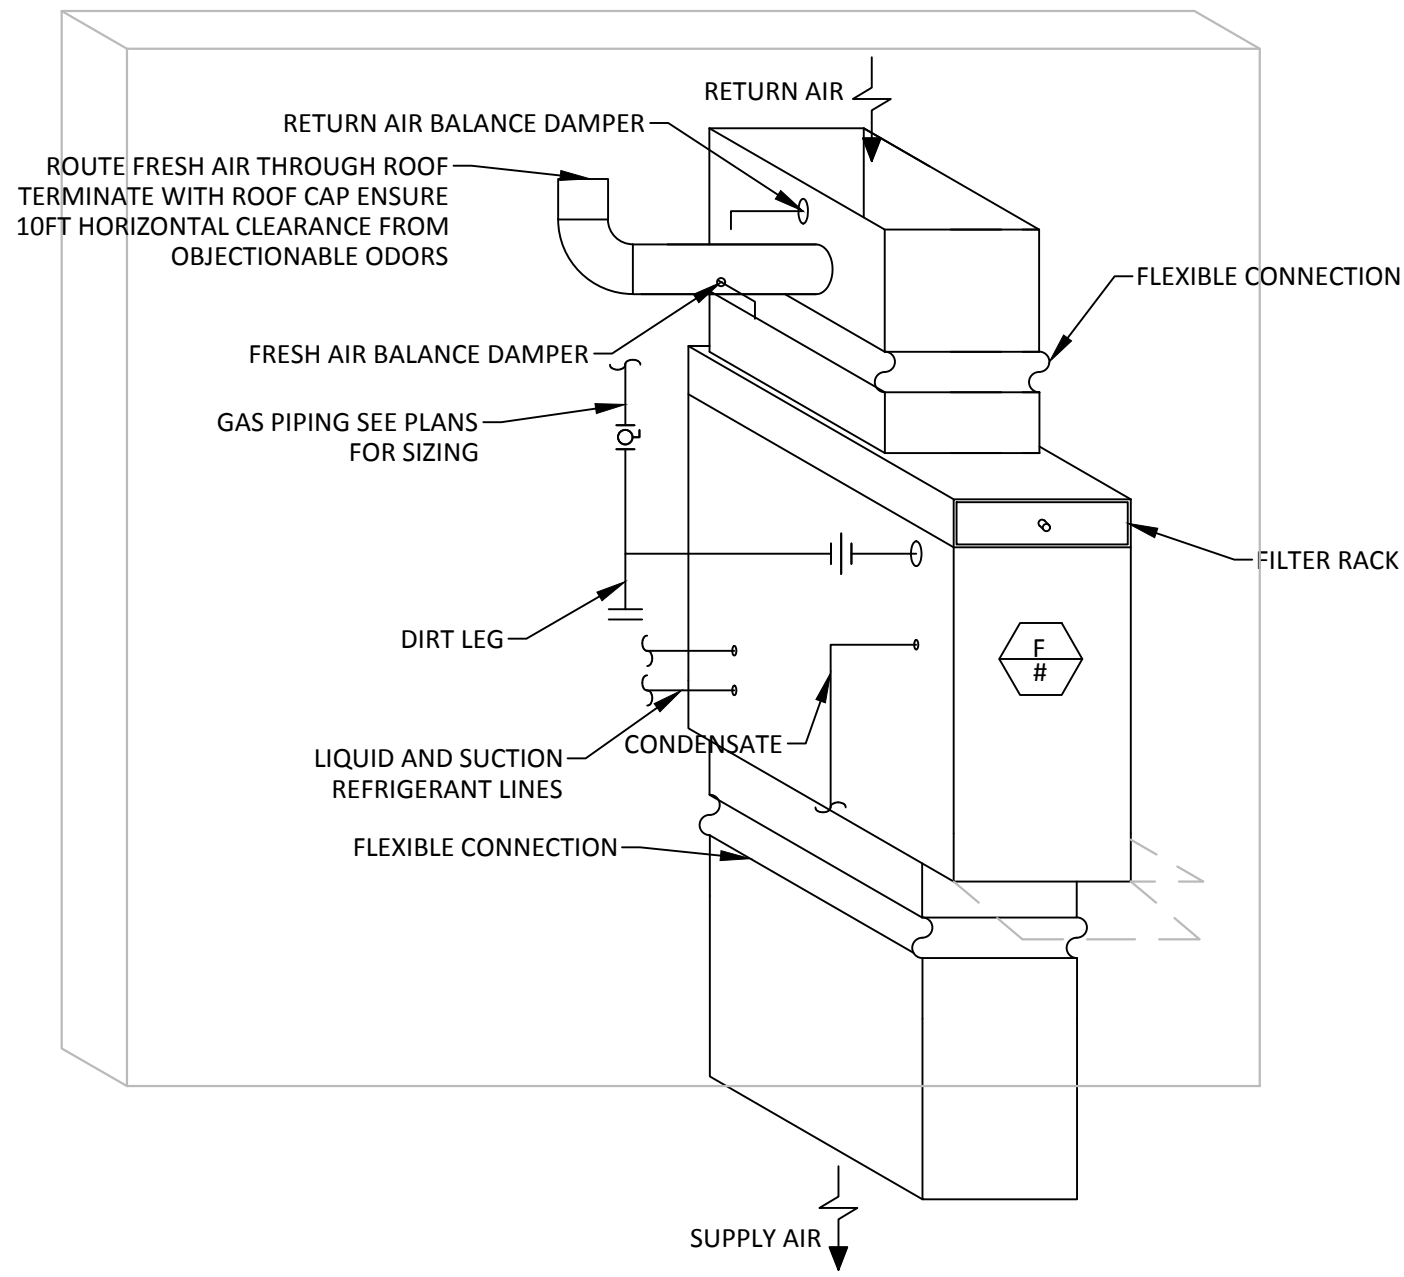 RETURN AIR
RETURN AIR BALANCE DAMPER
ROUTE FRESH AIR THROUGH ROOF
TERMINATE WITH ROOF CAP ENSURE
10FT HORIZONTAL CLEARANCE FROM
OBJECTIONABLE ODORS
FLEXIBLE CONNECTION
FRESH AIR BALANCE DAMPER
GAS PIPING SEE PLANS
FOR SIZING
FILTER RACK
DIRT LEG
F
#
CONDENSATE
LIQUID AND SUCTION
REFRIGERANT LINES
FLEXIBLE CONNECTION
SUPPLY AIR